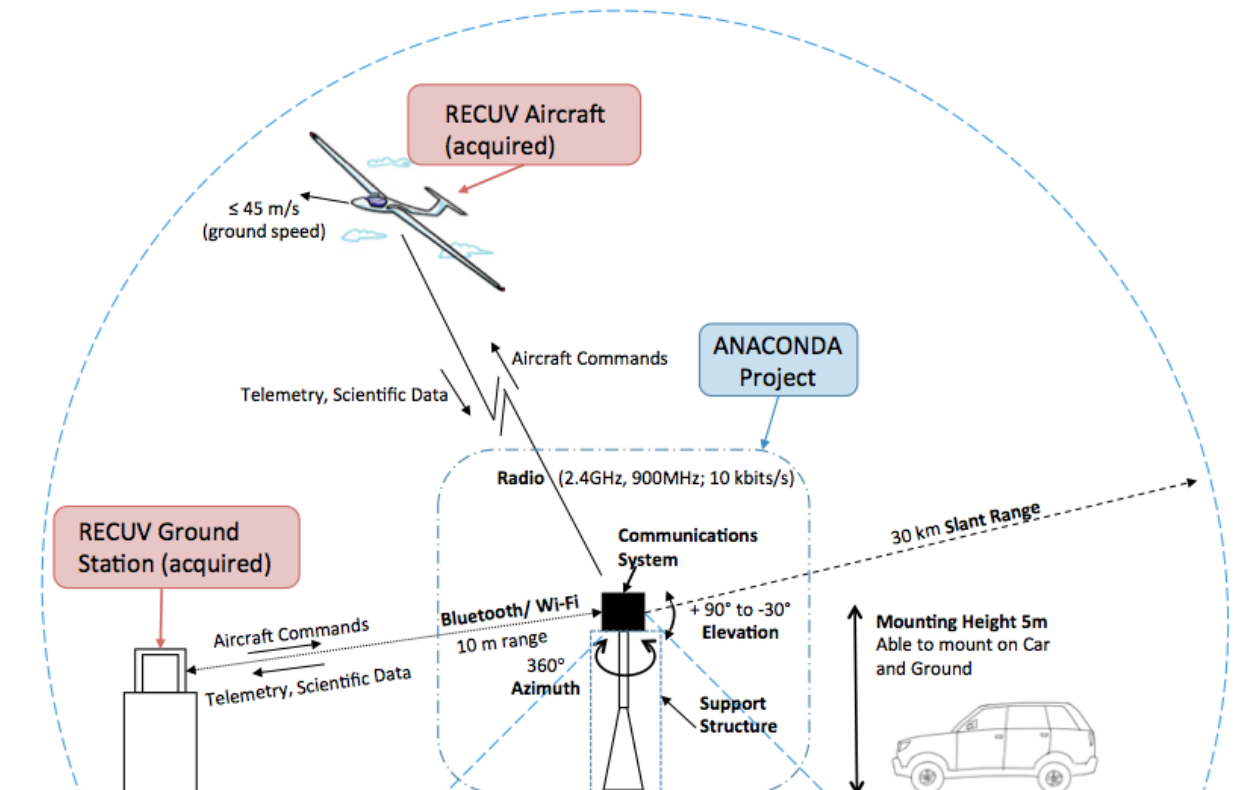 RECUV Aircraft
(acquired)
≤ 45 m/s
(ground speed)
Aircraft Commands
Telemetry, Scientific Data
ANACONDA
Project
Radio (2.4GHz, 900MHz; 10 kbits/s)
RECUV Ground
Station (acquired)
Communications
System
30 km Slant Range
Bluetooth/ Wi-Fi
10 m range
Aircraft Commands
Telemetry, Scientific Data
+ 90° to -30°
Elevation
360°
Azimuth
Support
Structure
Mounting Height 5m
Able to mount on Car
and Ground